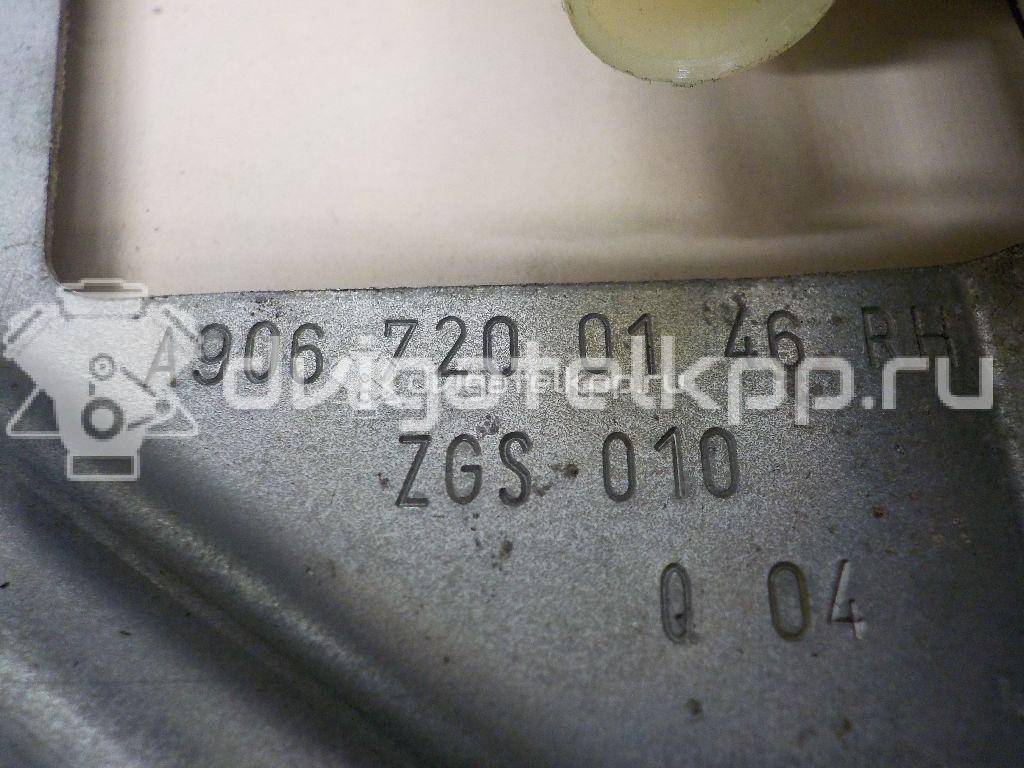 A906 720 01 46 RH
dvigatelkpp.ru
ZGS 010
Q 04